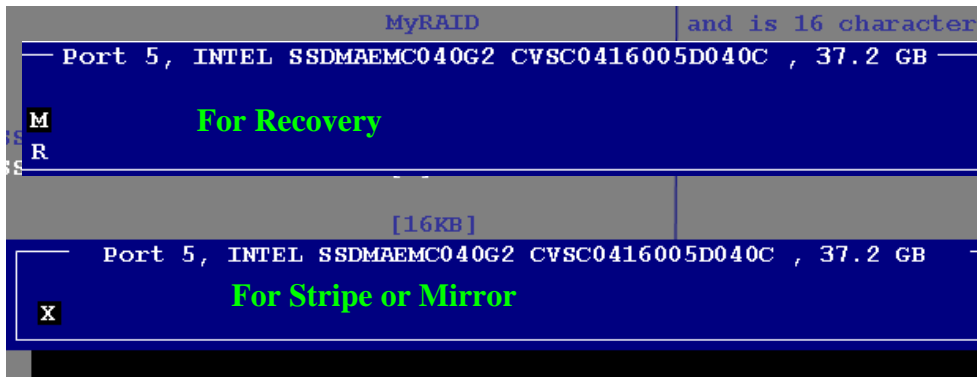 MyRAID and is 16 character
Port 5, INTEL SSDMAEMC040G2 CVSC0416005D040C , 37.2 GB
For Recovery
M
R
[16KB]
Port 5, INTEL SSDMAEMC040G2 CVSC0416005D040C , 37.2 GB
For Stripe or Mirror
X